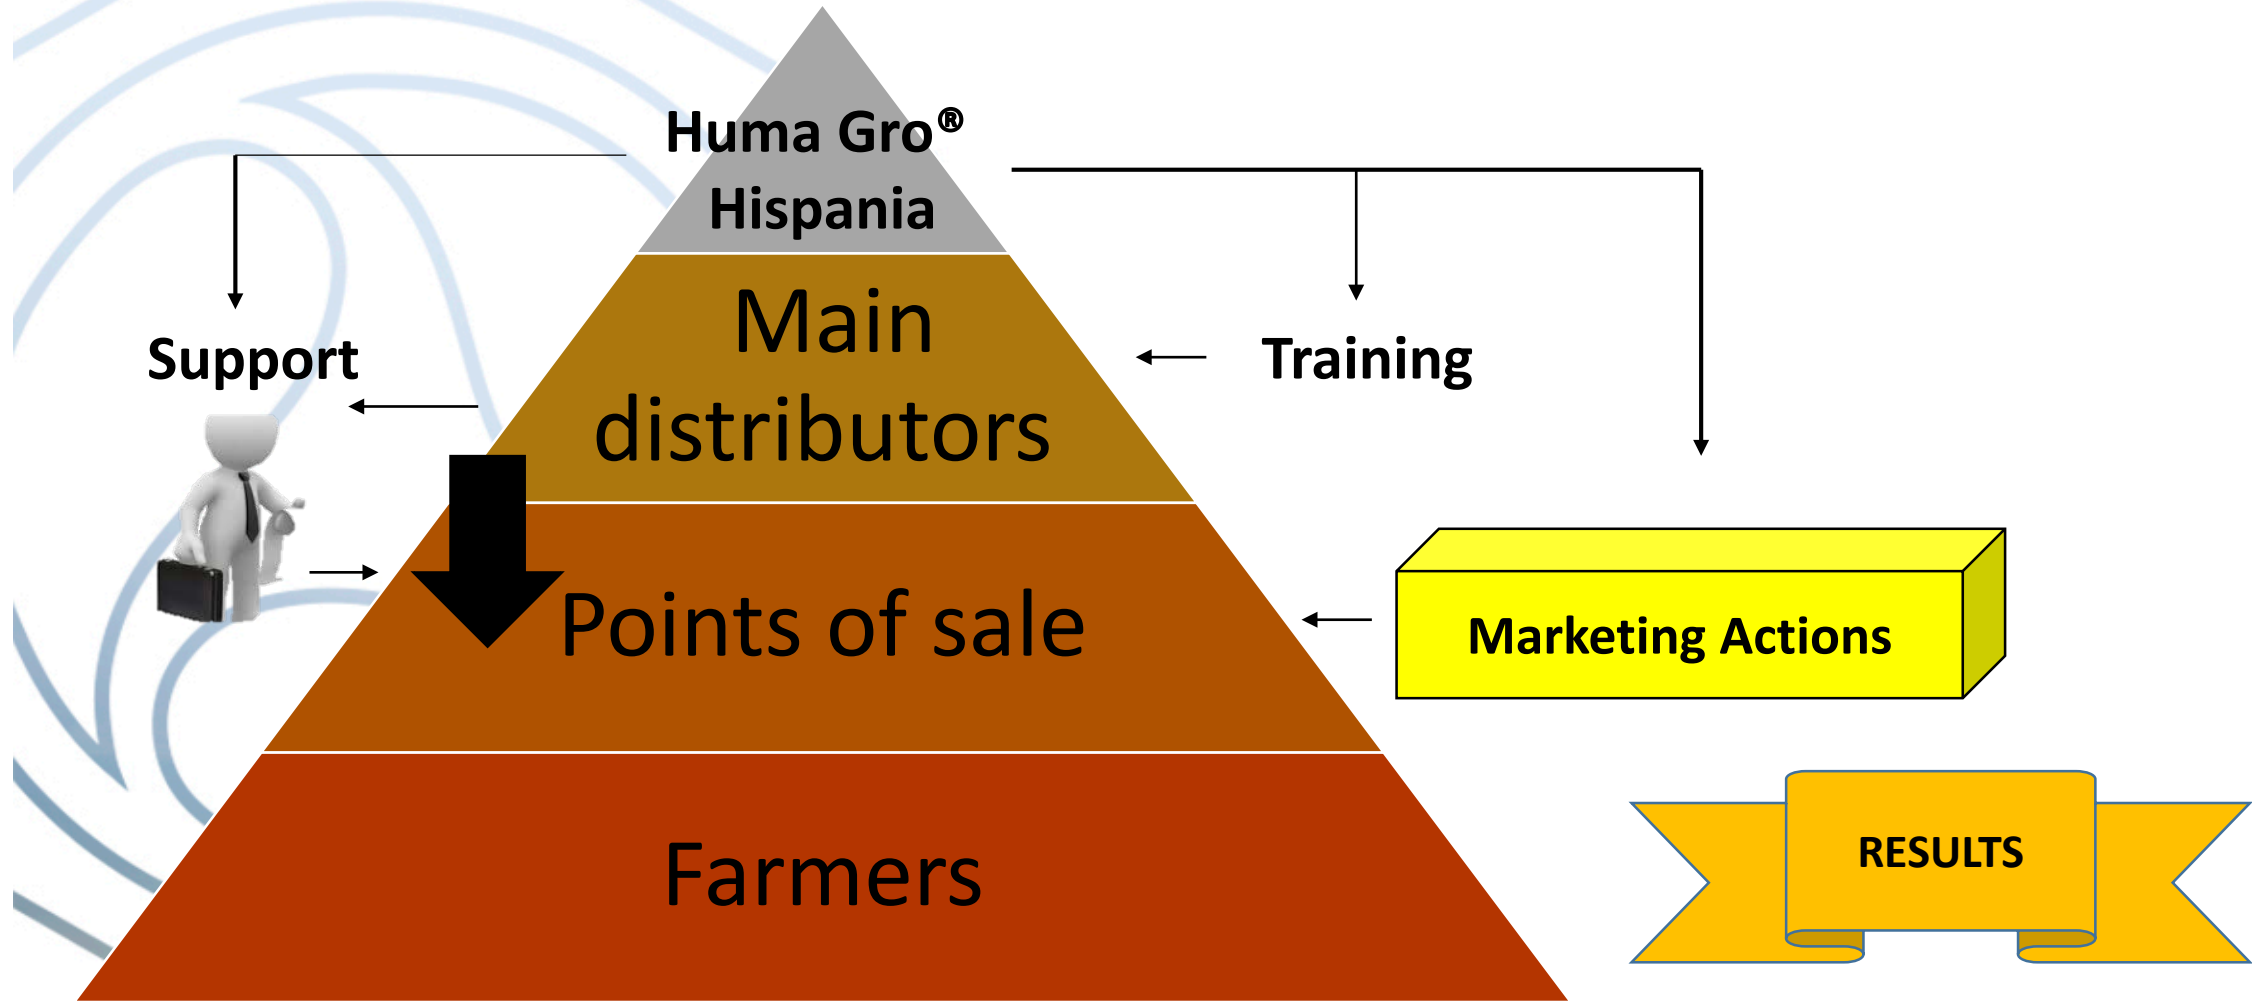 Huma Gro®
Hispania
Main
distributors
Support
Training
Points of sale
Marketing Actions
Farmers
RESULTS